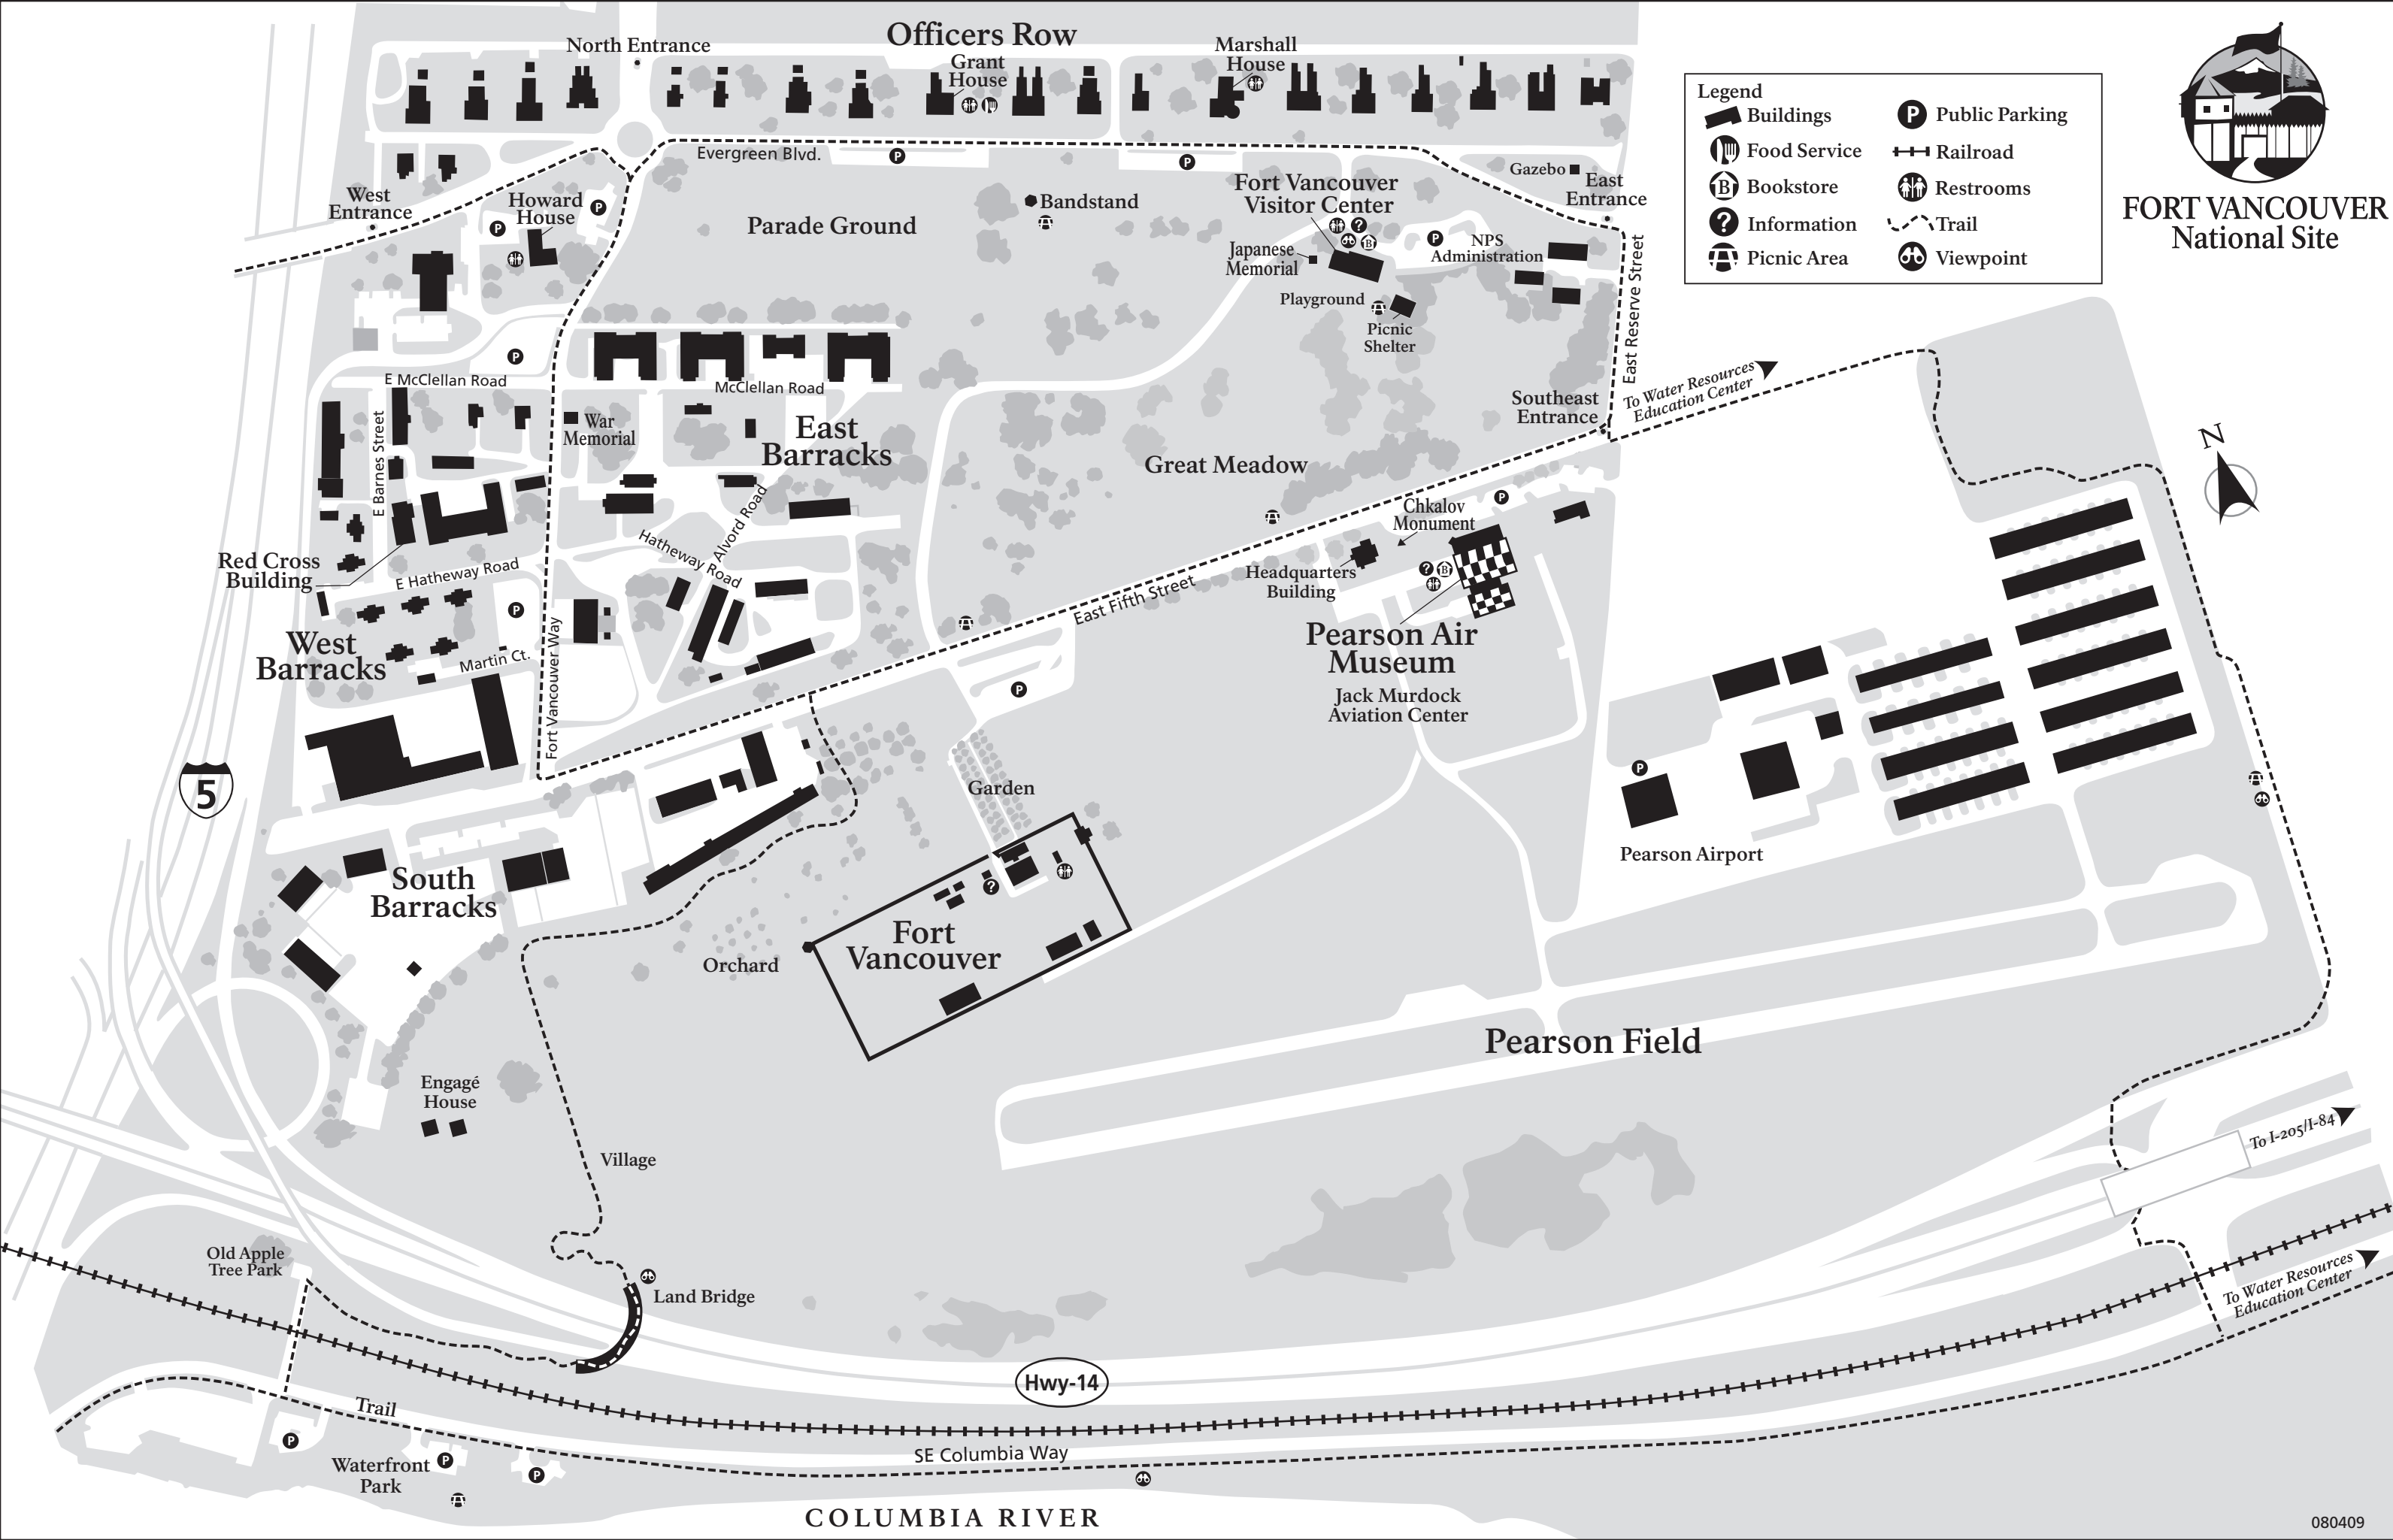 Officers Row
North Entrance
Grant
House
Marshall
House
Evergreen Blvd.
P
P
Gazebo
East
Entrance
West
Entrance
Howard
House
P
P
Parade Ground
Bandstand
Fort Vancouver
Visitor Center
?
B
P
NPS
Administration
Japanese
Memorial
Playground
Picnic
Shelter
East Reserve Street
Legend
Buildings
Food Service
B
Bookstore
?
Information
Picnic Area
P
Public Parking
Railroad
Restrooms
Trail
Viewpoint
FORT VANCOUVER
National Site
P
E McClellan Road
McClellan Road
E Barnes Street
War
Memorial
East
Barracks
Great Meadow
Southeast
Entrance
To Water Resources
Education Center
N
Alvord Road
Hatheway Road
Red Cross
Building
E Hatheway Road
P
West
Barracks
Martin Ct.
Fort Vancouver Way
East Fifth Street
P
P
Chkalov
Monument
Headquarters
Building
?
B
Pearson Air
Museum
Jack Murdock
Aviation Center
P
Pearson Airport
5
Garden
South
Barracks
?
Fort
Vancouver
Orchard
Pearson Field
Engagé
House
Village
Old Apple
Tree Park
Land Bridge
To I-205/I-84
To Water Resources
Education Center
Hwy-14
Trail
SE Columbia Way
P
P
P
Waterfront
Park
COLUMBIA RIVER
080409